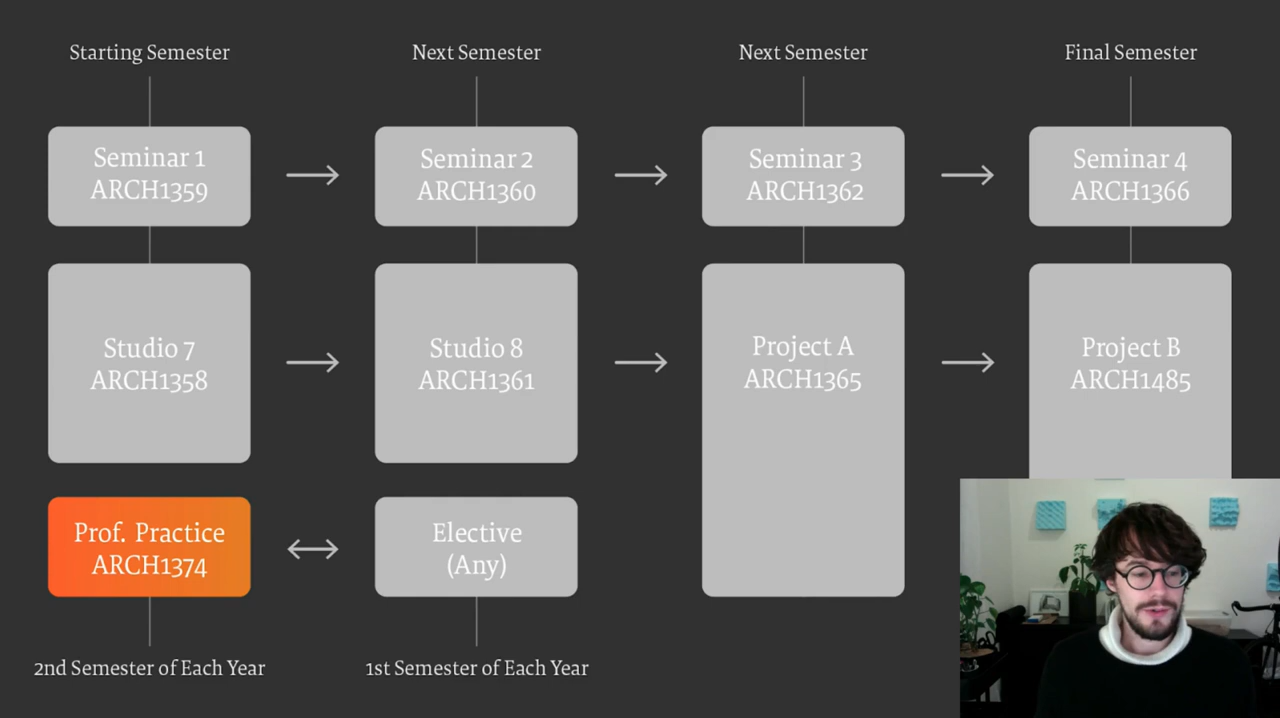 Starting Semester
Next Semester
Next Semester
Final Semester
Seminar 1
ARCH1359
Seminar 2
ARCH1360
Seminar 3
ARCH1362
Seminar 4
ARCH1366
Studio 7
ARCH1358
Studio 8
ARCH1361
Project A
ARCH1365
Project B
ARCH1485
Prof. Practice
ARCH1374
Elective
(Any)
2nd Semester of Each Year
1st Semester of Each Year